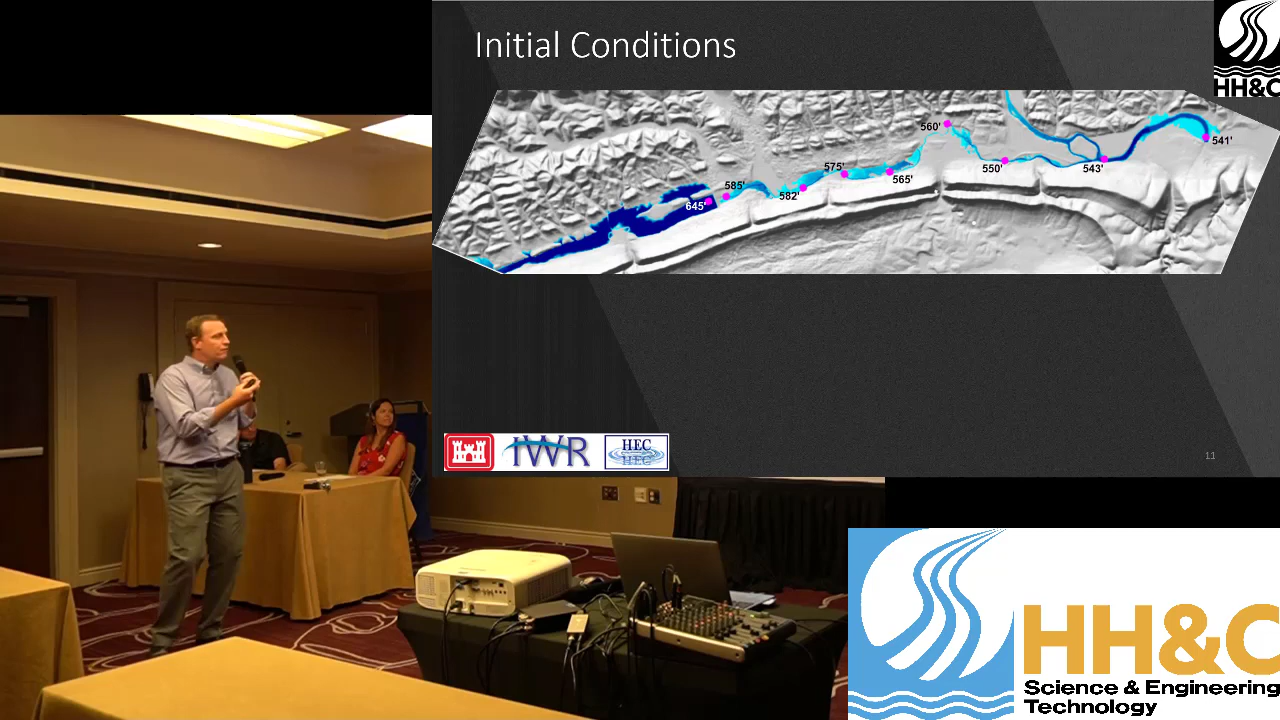 Initial Conditions
HH&C
560'
541'
575'
550'
543'
585'
565'
582'
645'
IWR
HEC
HEC
11
HH&C
Science & Engineering
Technology